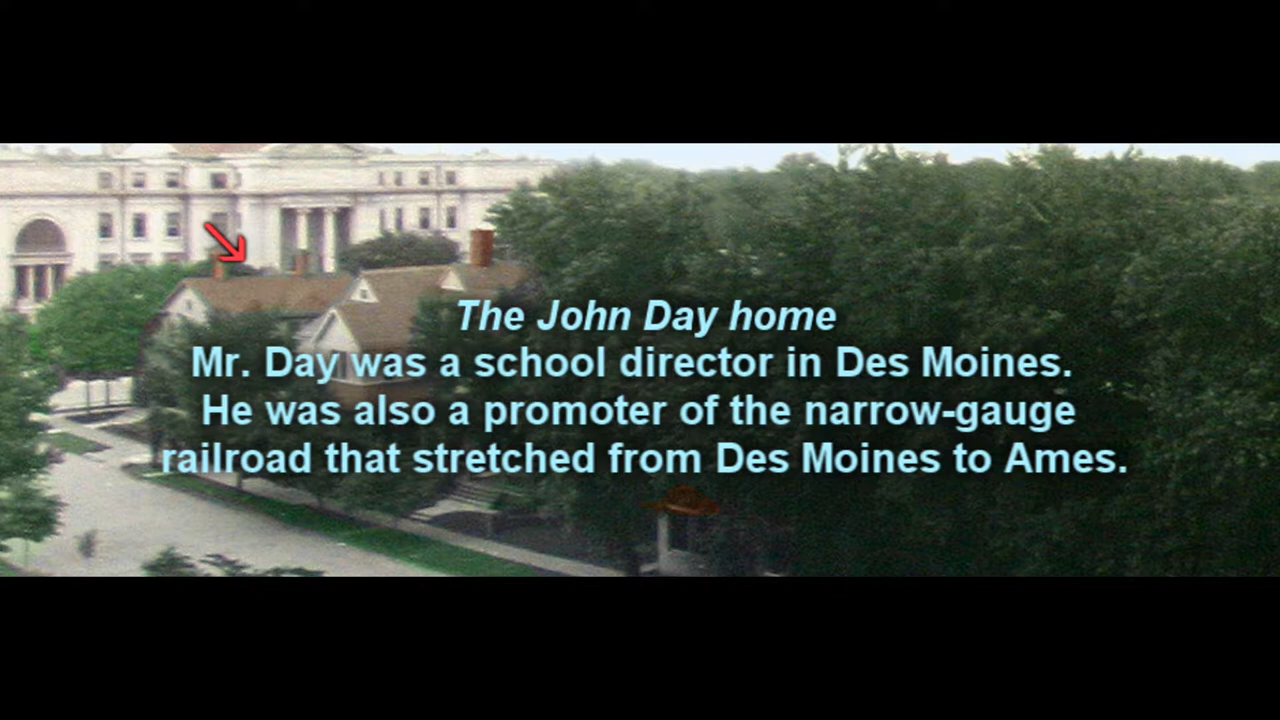 The John Day home
Mr. Day was a school director in Des Moines.
He was also a promoter of the narrow-gauge
railroad that stretched from Des Moines to Ames.